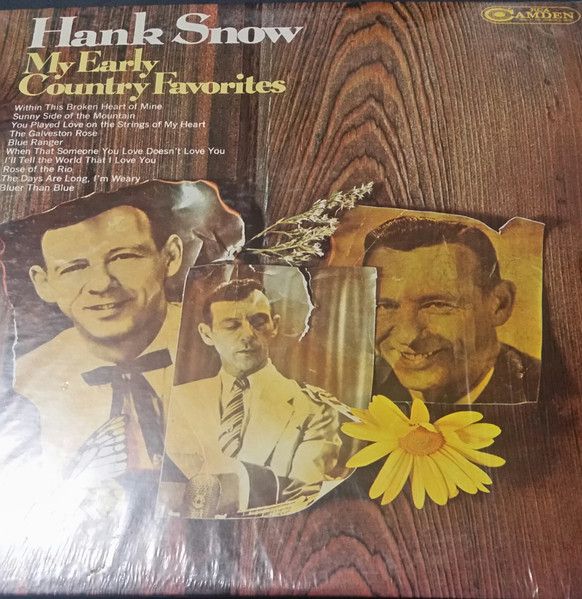 Hank Snow
RCA
CAMDEN
My Early
Country Favorites
Within This Broken Heart of Mine
Sunny Side of the Mountain
You Played Love on the Strings of My Heart
The Galveston Rose
Blue Ranger
When That Someone You Love Doesn't Love You
I'll Tell the World That I Love You
Rose of the Rio
The Days Are Long, I'm Weary
Bluer Than Blue